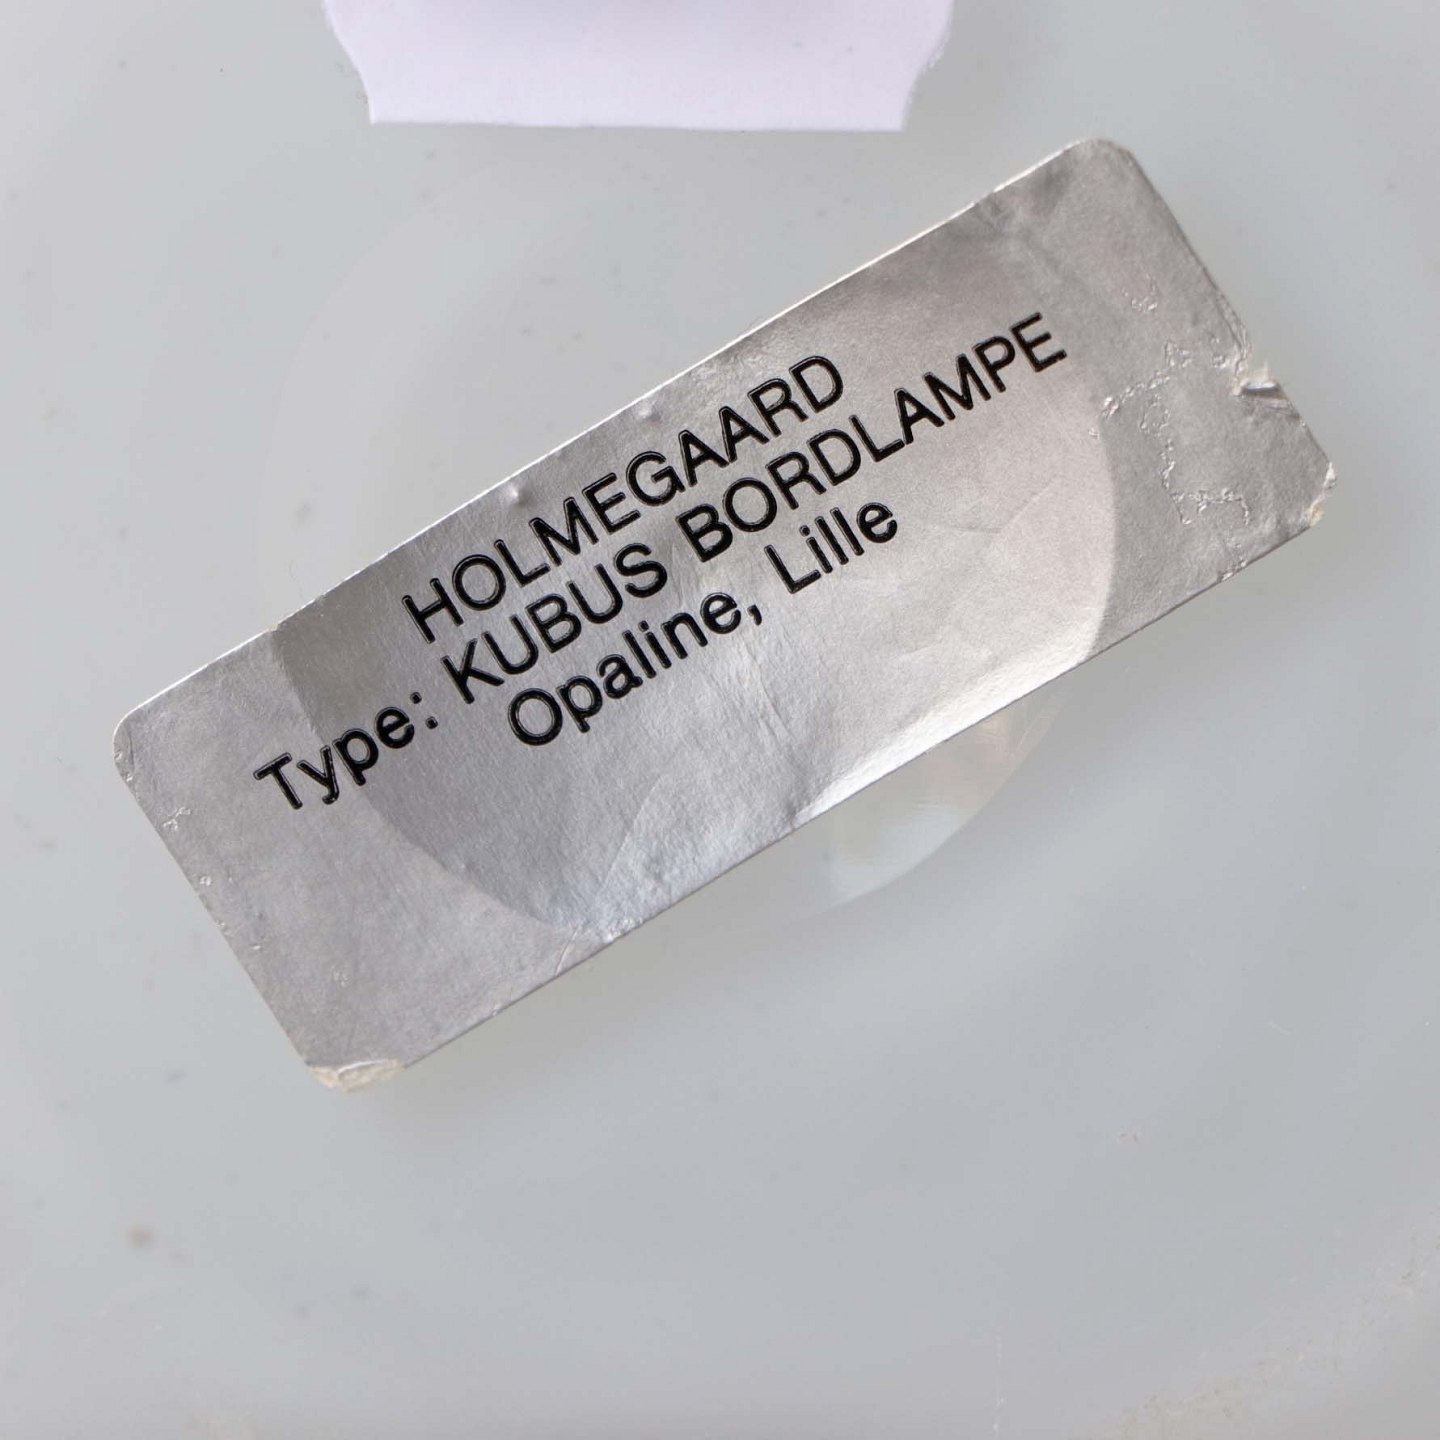 HOLMEGAARD
Type: KUBUS BORDLAMPE
Opaline, Lille